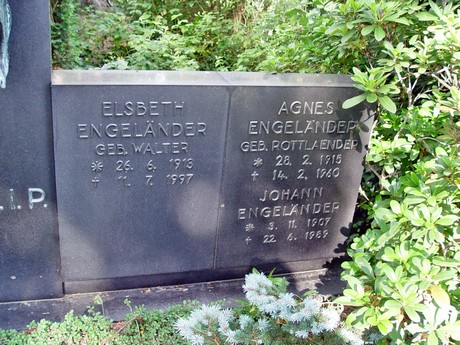 I.P.
ELSBETH
ENGELÄNDER
GEB. WALTER
* 26. 6. 1913
✝ 11. 7. 1997
AGNES
ENGELÄNDER
GEB. ROTTLAENDER
* 28. 2. 1915
✝ 14. 2. 1960
JOHANN
ENGELÄNDER
* 3. 11. 1907
✝ 22. 6. 1989